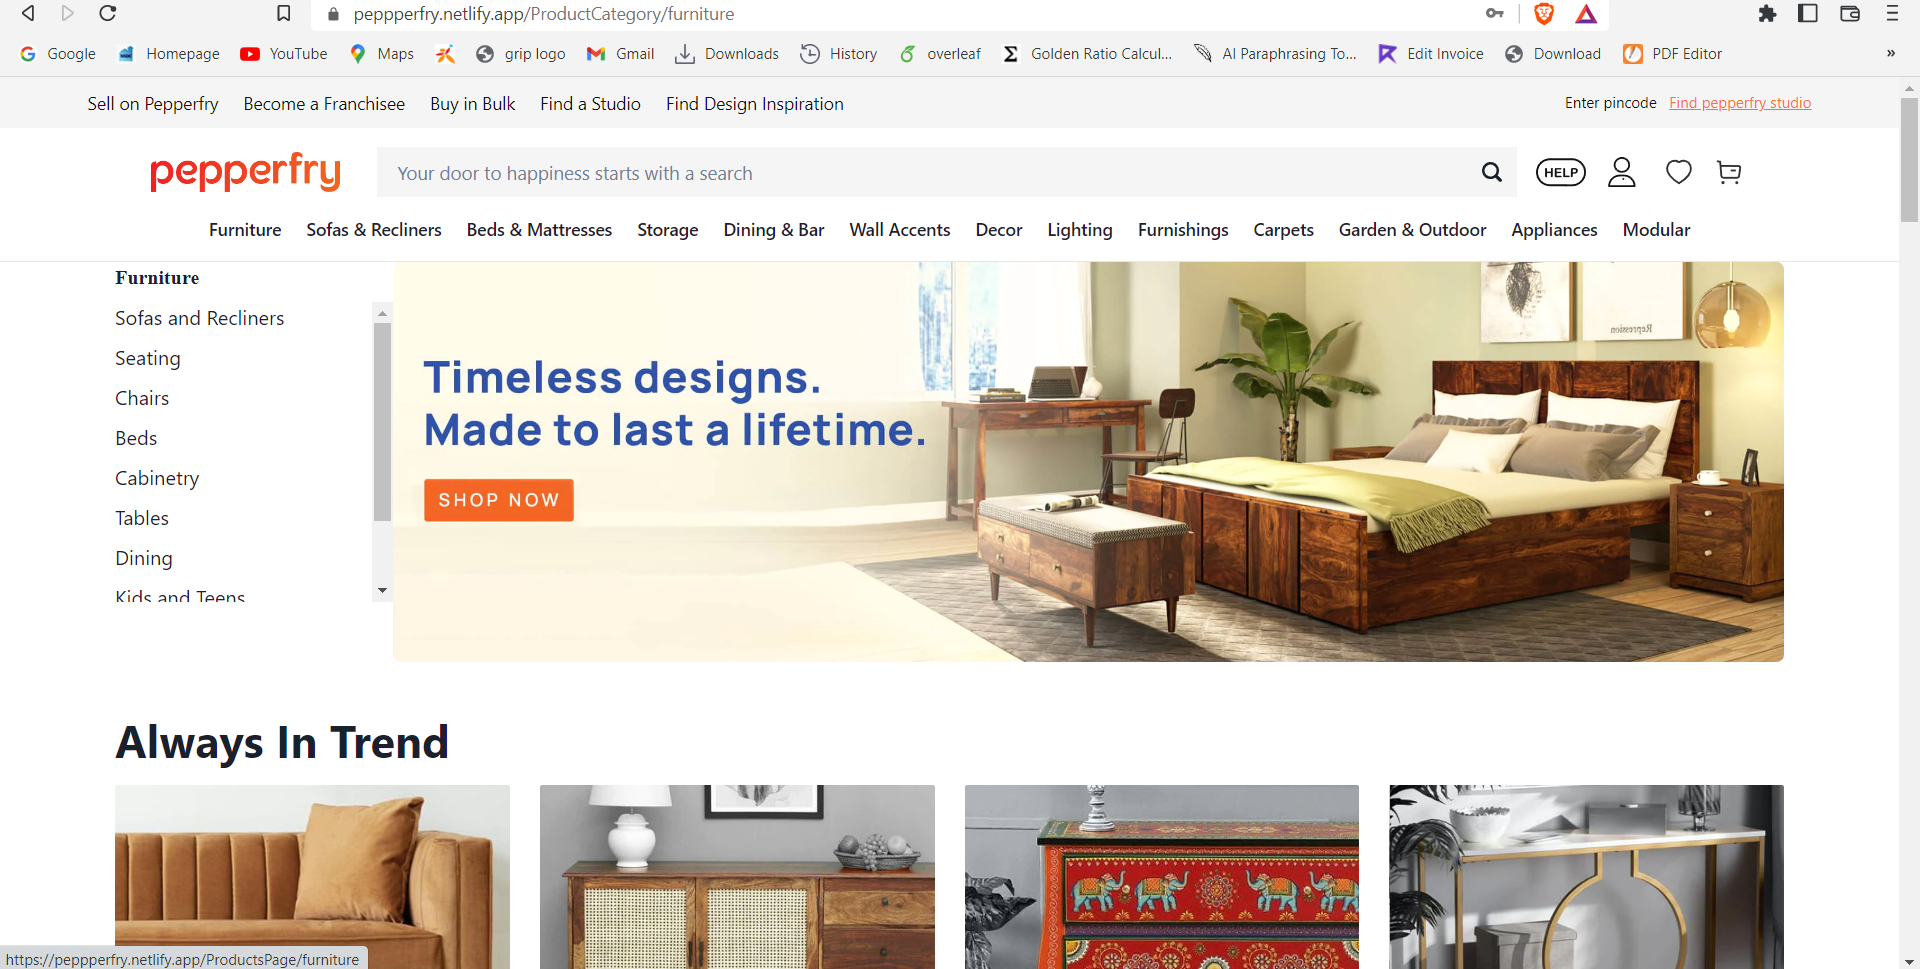 peppperfry.netlify.app/ProductCategory/furniture
Google Homepage YouTube Maps grip logo Gmail Downloads History overleaf Golden Ratio Calcul... AI Paraphrasing To... Edit Invoice Download PDF Editor »
Sell on Pepperfry Become a Franchisee Buy in Bulk Find a Studio Find Design Inspiration Enter pincode Find pepperfry studio
pepperfry Your door to happiness starts with a search HELP
Furniture Sofas & Recliners Beds & Mattresses Storage Dining & Bar Wall Accents Decor Lighting Furnishings Carpets Garden & Outdoor Appliances Modular
Furniture
Sofas and Recliners
Seating
Chairs
Beds
Cabinetry
Tables
Dining
Kids and Teens
Timeless designs.
Made to last a lifetime.
SHOP NOW
Repression
Always In Trend
https://peppperfry.netlify.app/ProductsPage/furniture